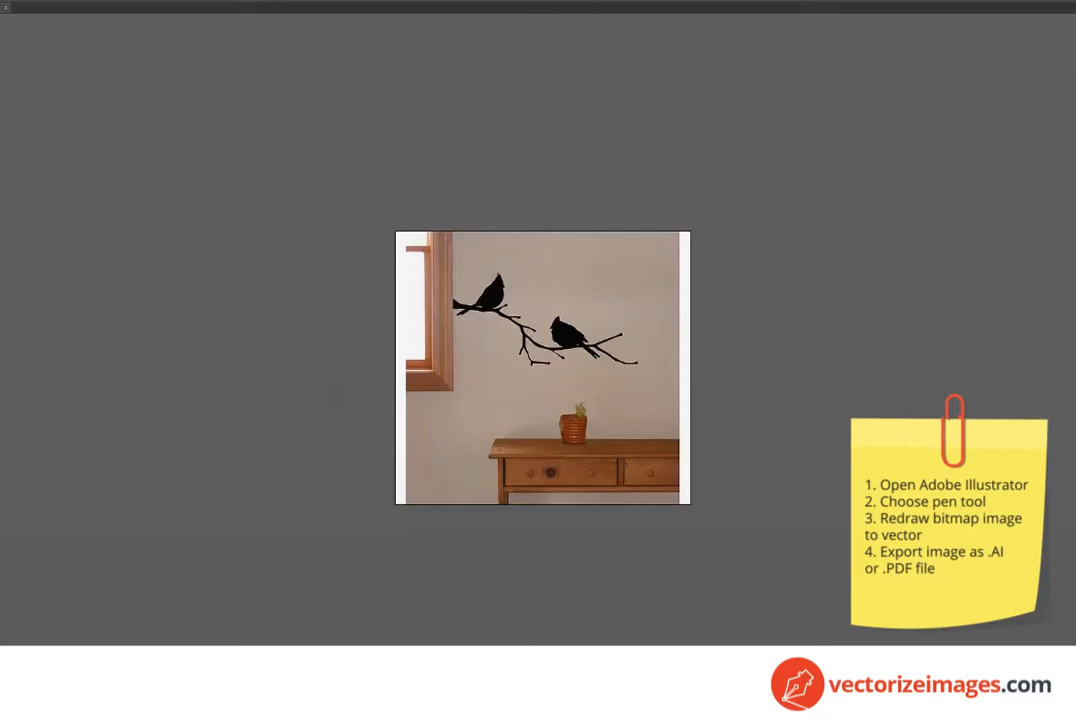 1. Open Adobe Illustrator
2. Choose pen tool
3. Redraw bitmap image
to vector
4. Export image as .AI
or .PDF file
vectorizeimages.com